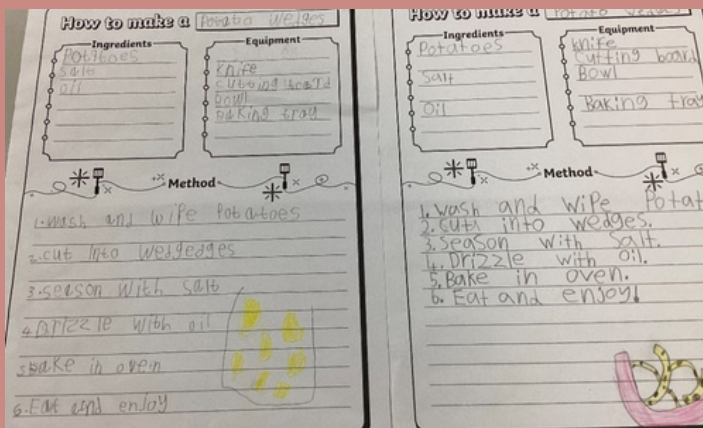 How to make a Potato wedges
Ingredients
Potatoes
Salt
oil
Equipment
knife
cutting board
bowl
baking tray
Method
1. wash and wipe Potatoes
2. cut into wedgedges
3. season with salt
4. Drizzle with oil
5. bake in oven
6. Eat and enjoy
How to make a Potato
Ingredients
Potatoes
Salt
Oil
Equipment
knife
Cutting board
Bowl
Baking tray
Method
1. wash and wipe Potat
2. Cuts into wedges.
3. Season with Salt.
4. Drizzle with oil.
5. Bake in oven.
6. Eat and enjoy!